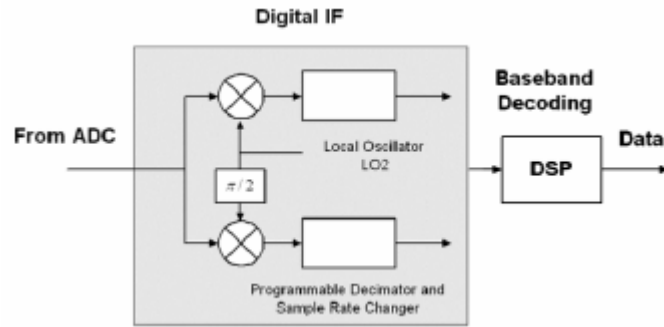 Digital IF
Baseband
Decoding
From ADC
Local Oscillator
LO2
π/2
DSP
Data
Programmable Decimator and
Sample Rate Changer